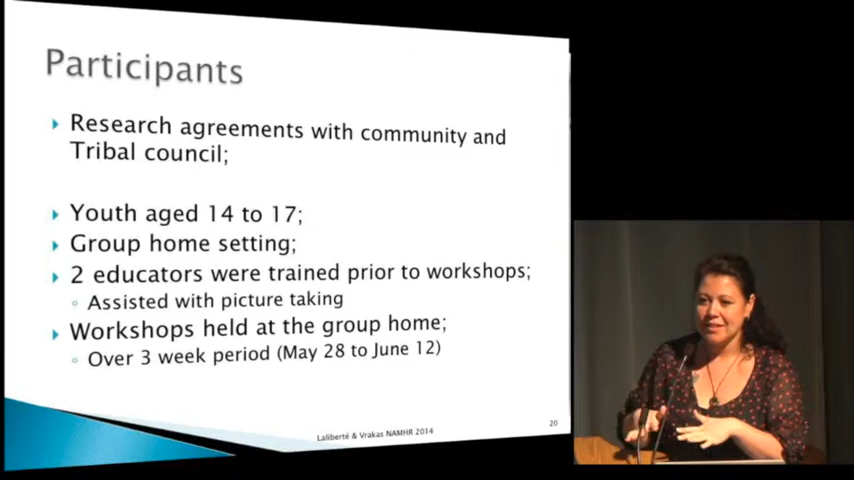 Participants
Research agreements with community and
Tribal council;
Youth aged 14 to 17;
Group home setting;
2 educators were trained prior to workshops;
Assisted with picture taking
Workshops held at the group home;
Over 3 week period (May 28 to June 12)
Laliberté & Vrakas NAMHR 2014
20